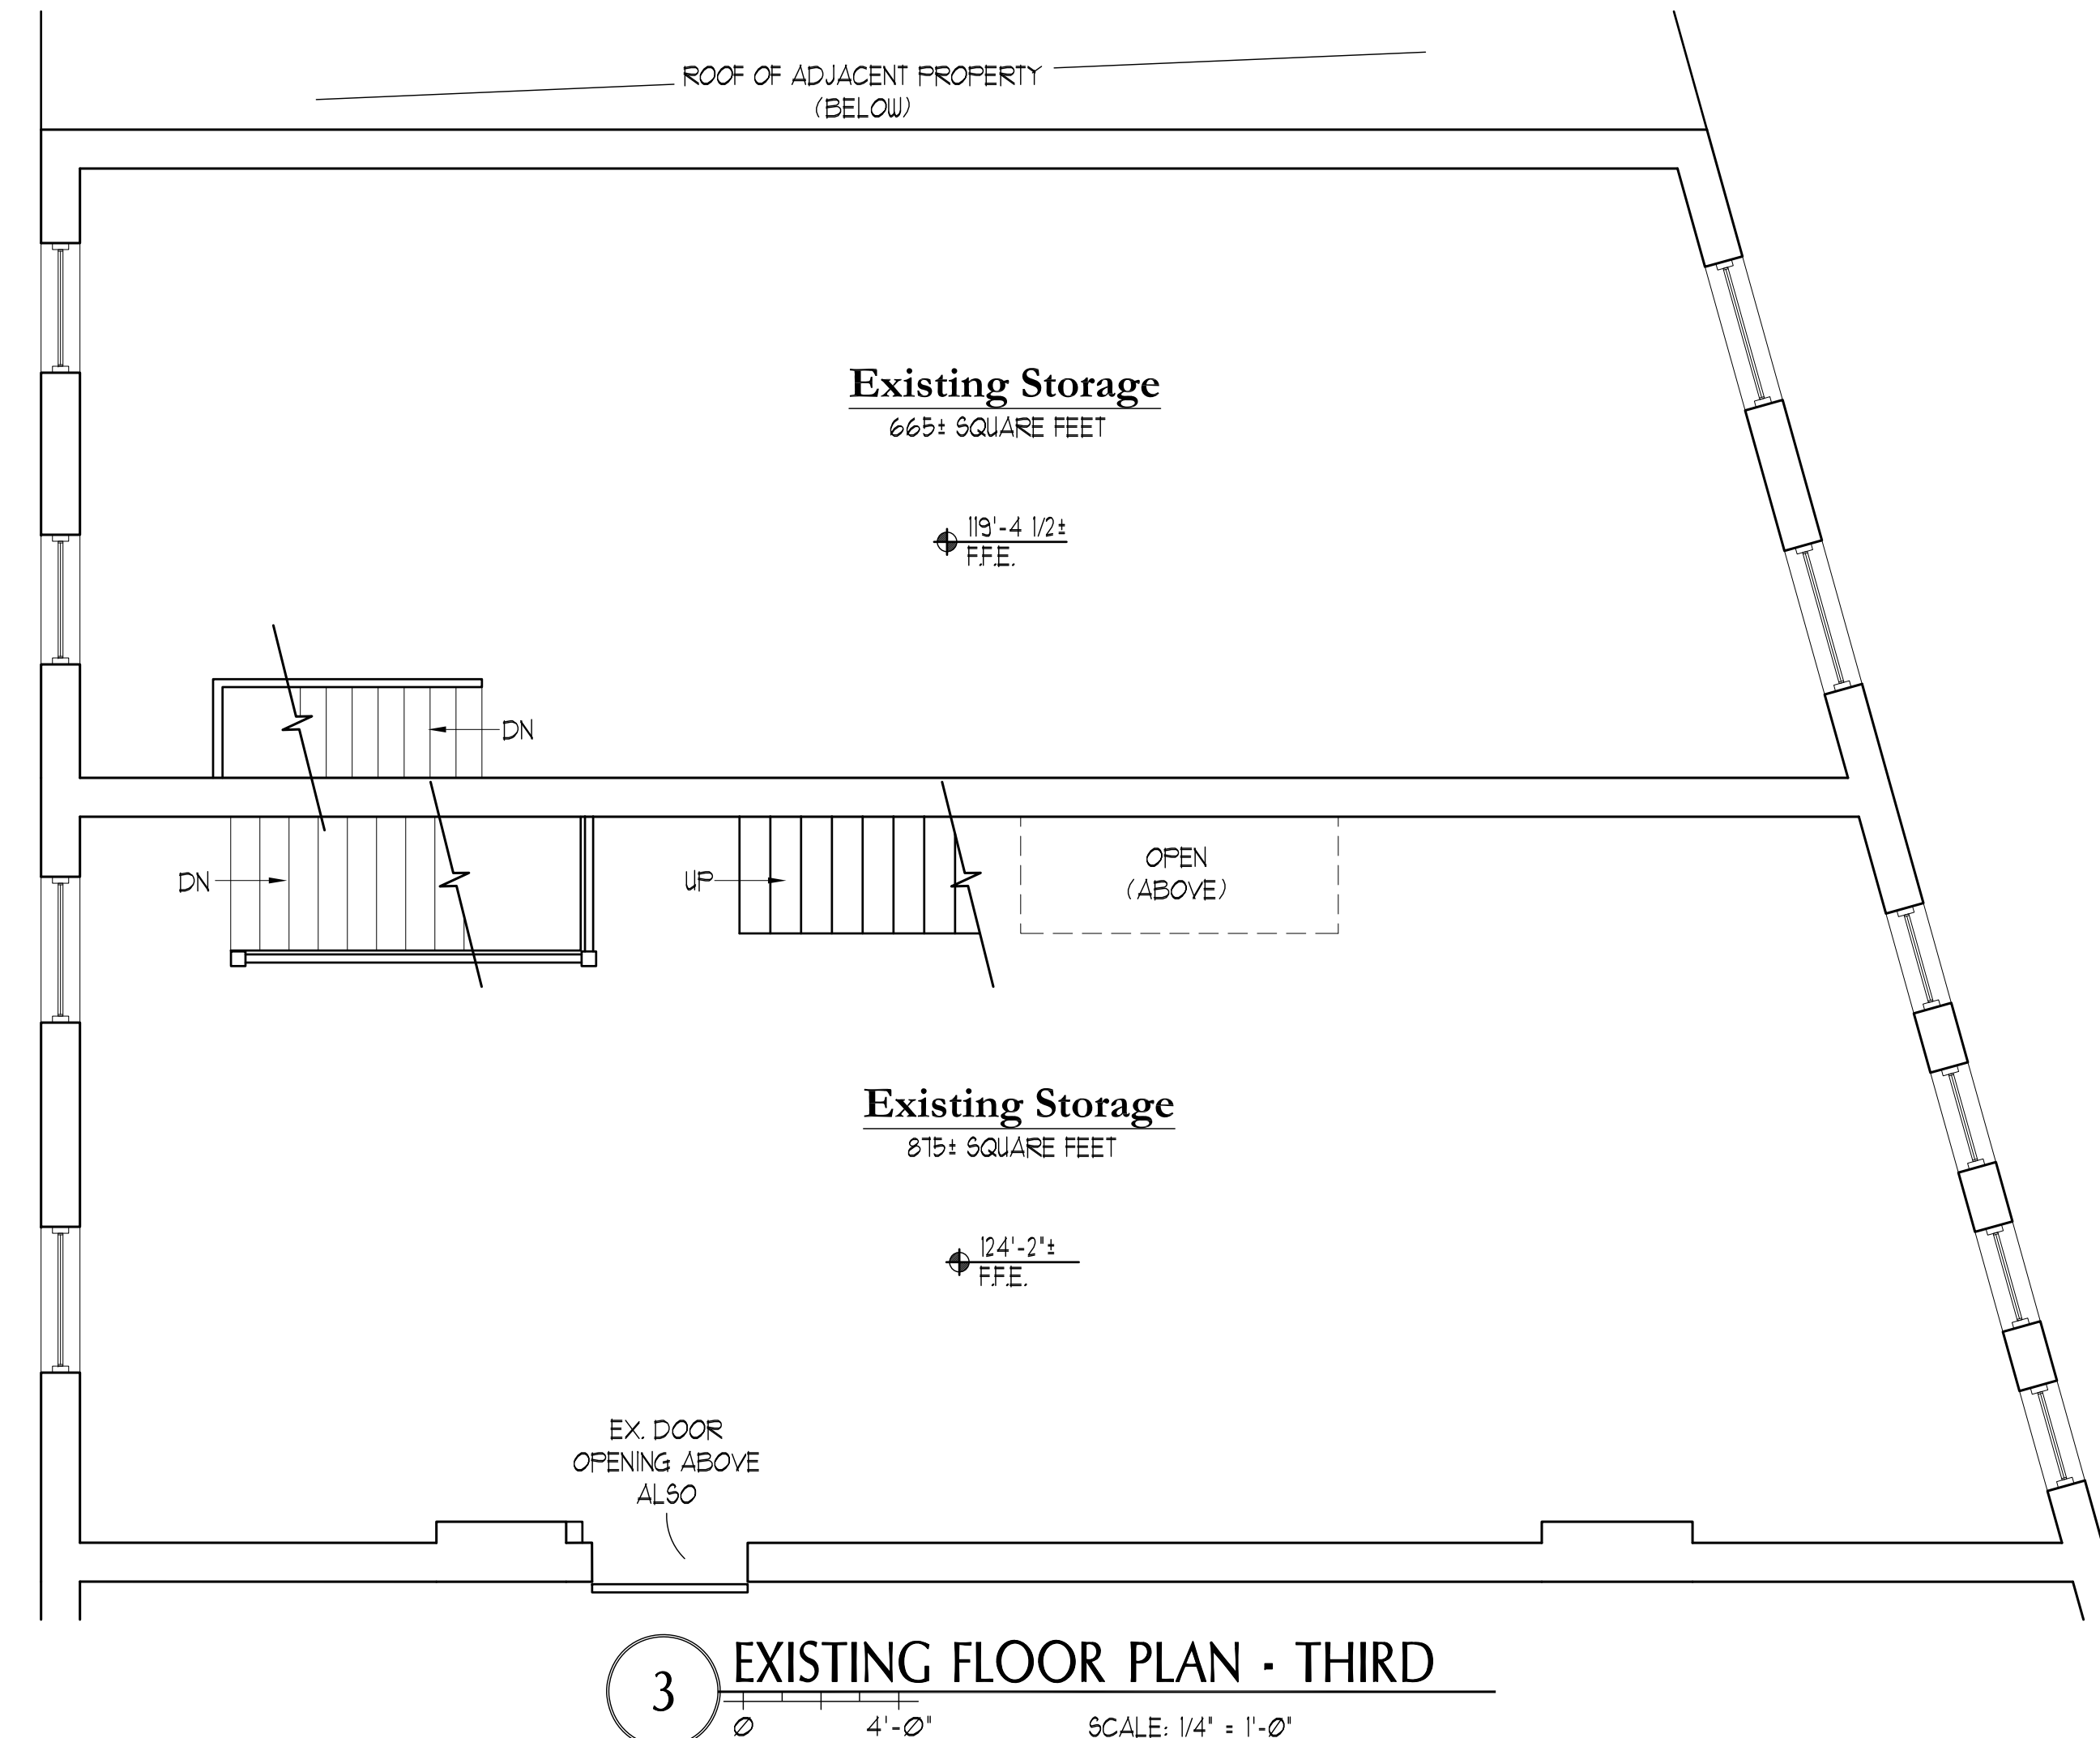 ROOF OF ADJACENT PROPERTY
(BELOW)
Existing Storage
665± SQUARE FEET
119'-4 1/2±
F.F.E.
DN
DN
UP
OPEN
(ABOVE)
Existing Storage
875± SQUARE FEET
124'-2"±
F.F.E.
EX. DOOR
OPENING ABOVE
ALSO
3
EXISTING FLOOR PLAN - THIRD
0 4'-0" SCALE: 1/4" = 1'-0"